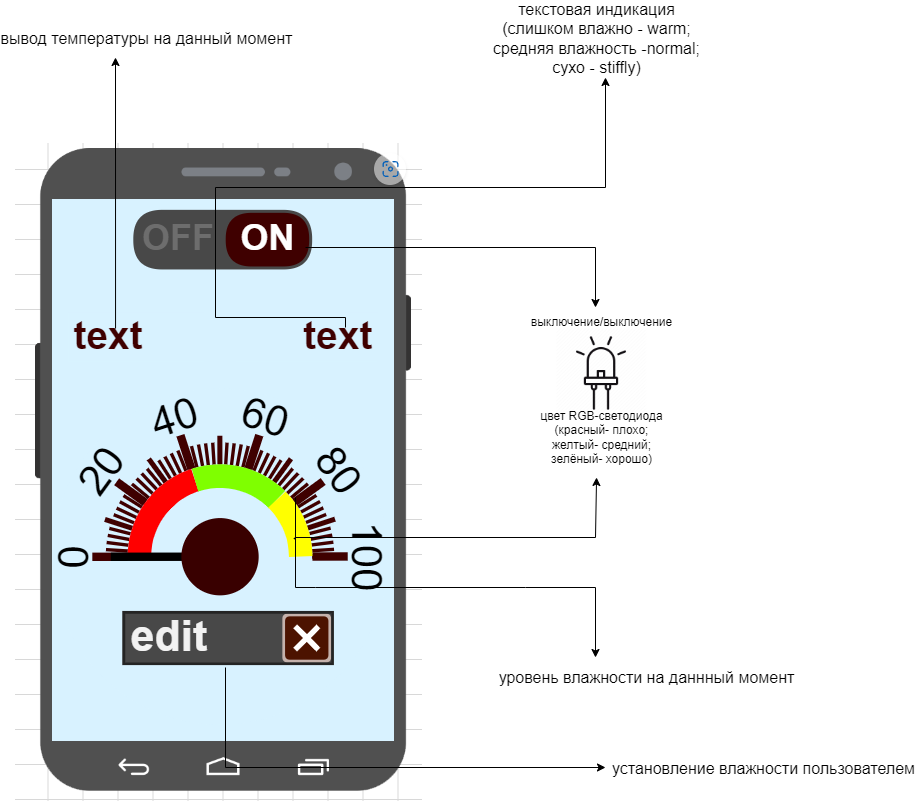 текстовая индикация
(слишком влажно - warm;
средняя влажность -normal;
сухо - stiffly)
вывод температуры на данный момент
OFF ON
text
text
выключение/выключение
цвет RGB-светодиода
(красный- плохо;
желтый- средний;
зелёный- хорошо)
0
20
40
60
80
100
edit
уровень влажности на даннный момент
установление влажности пользователем